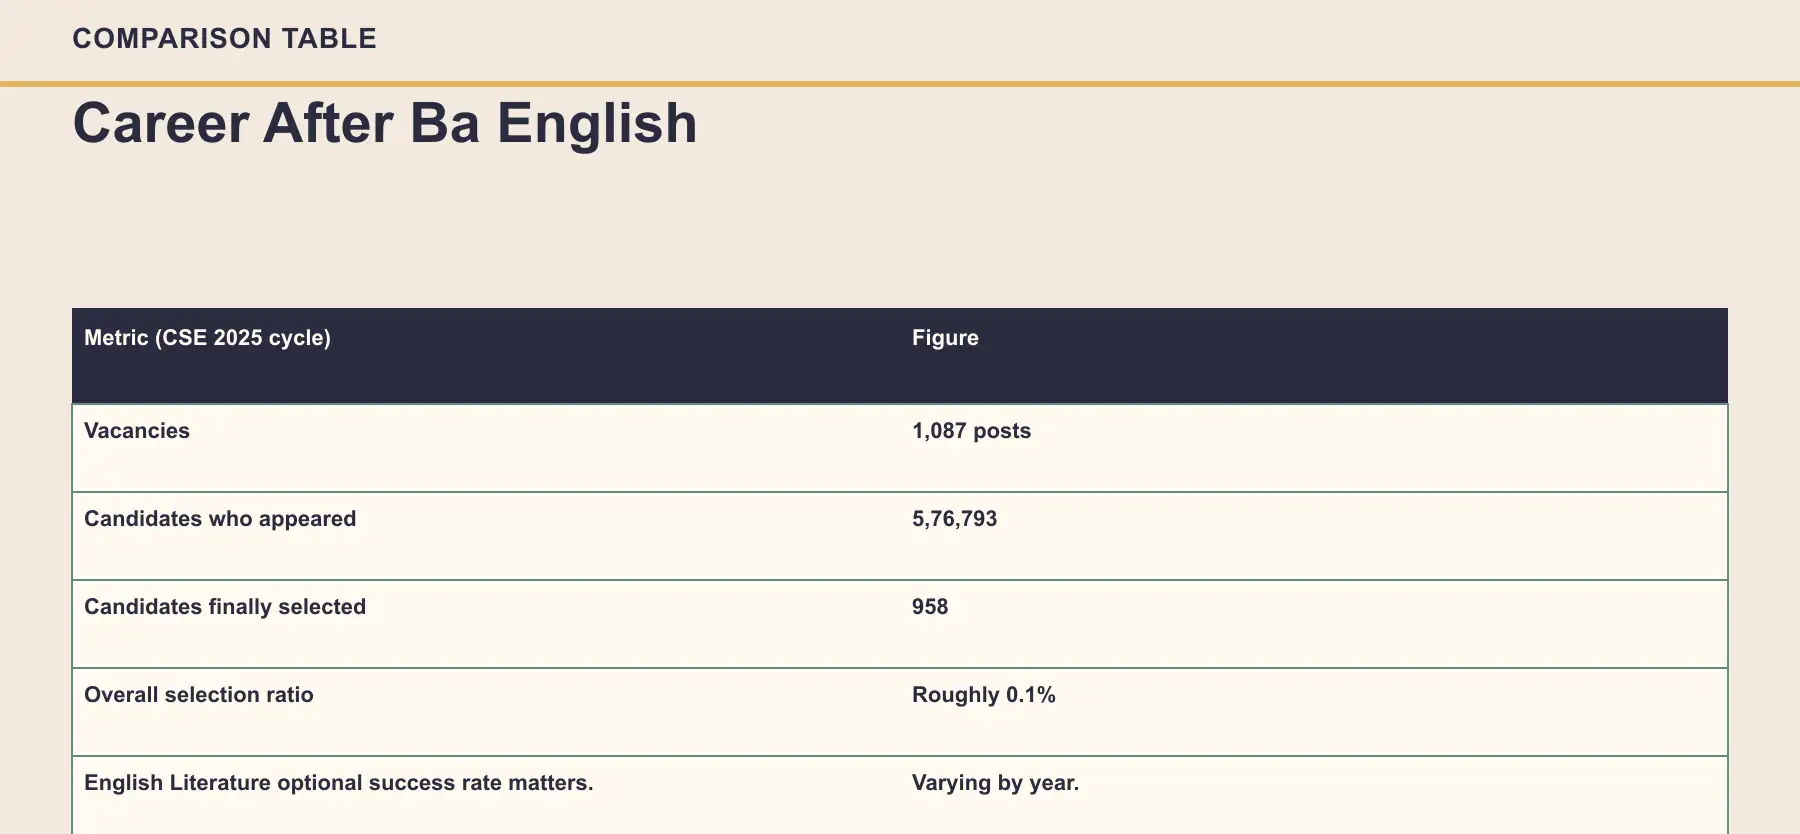 COMPARISON TABLE
Career After Ba English
Metric (CSE 2025 cycle) Figure
Vacancies 1,087 posts
Candidates who appeared 5,76,793
Candidates finally selected 958
Overall selection ratio Roughly 0.1%
English Literature optional success rate matters. Varying by year.